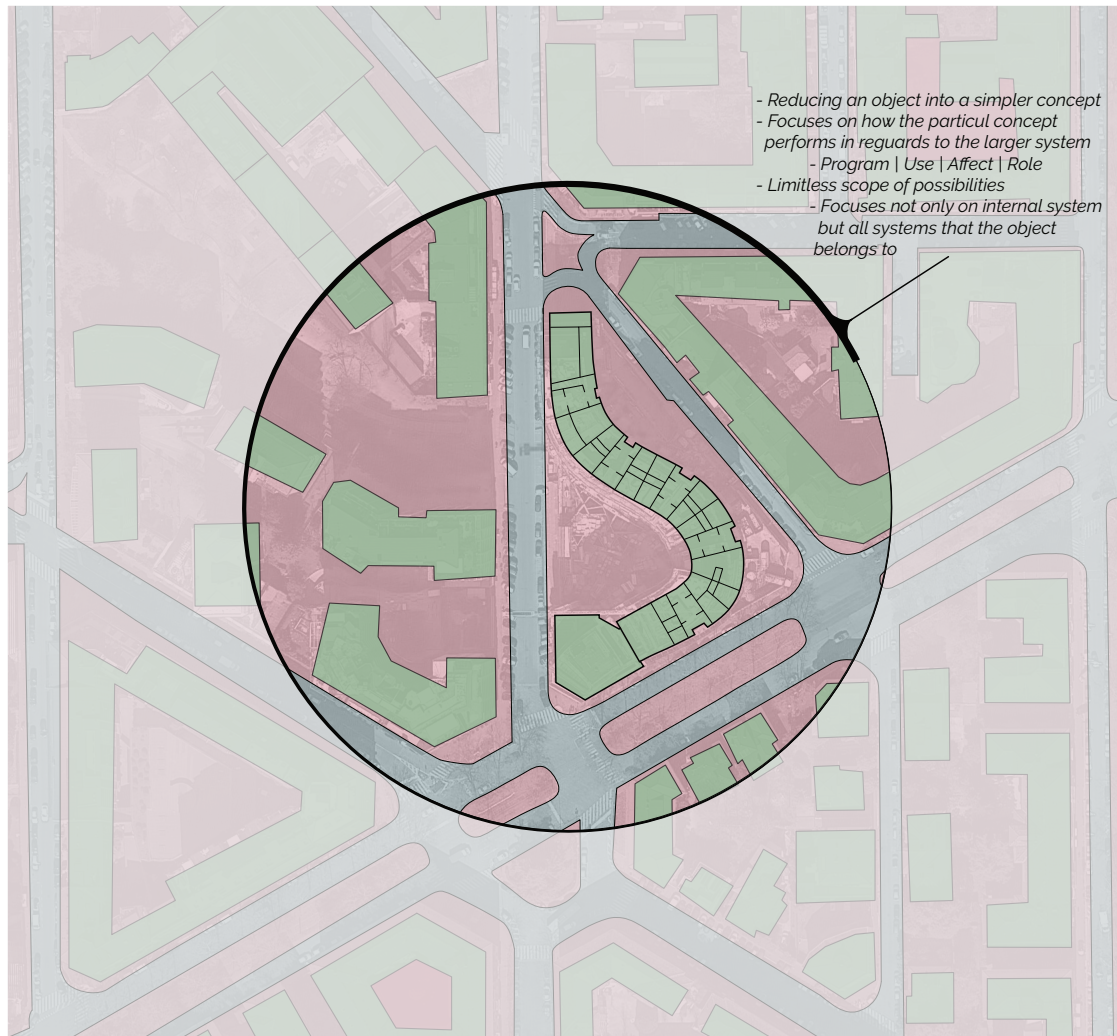 - Reducing an object into a simpler concept
- Focuses on how the particul concept
performs in reguards to the larger system
- Program | Use | Affect | Role
- Limitless scope of possibilities
- Focuses not only on internal system
but all systems that the object
belongs to